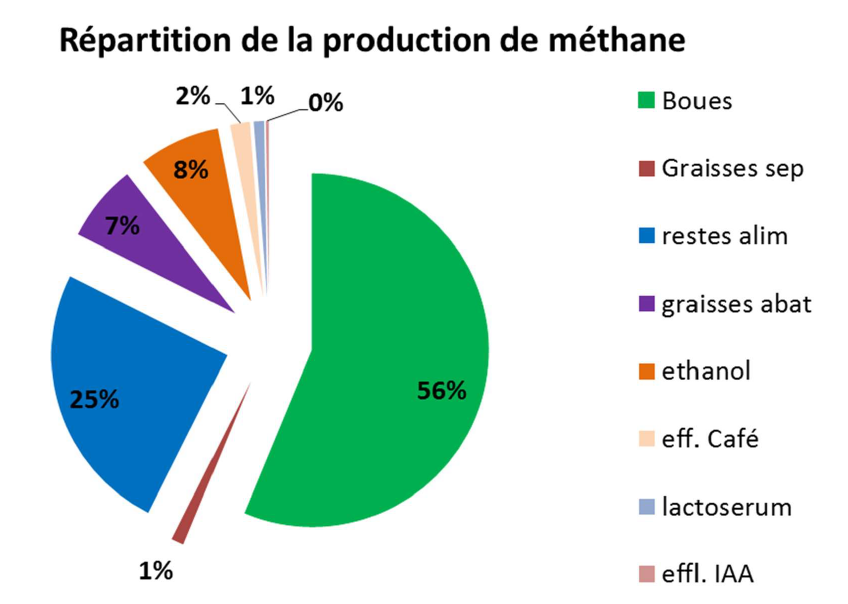 Répartition de la production de méthane
2%
1%
0%
8%
7%
25%
56%
1%
Boues
Graisses sep
restes alim
graisses abat
ethanol
eff. Café
lactoserum
effl. IAA